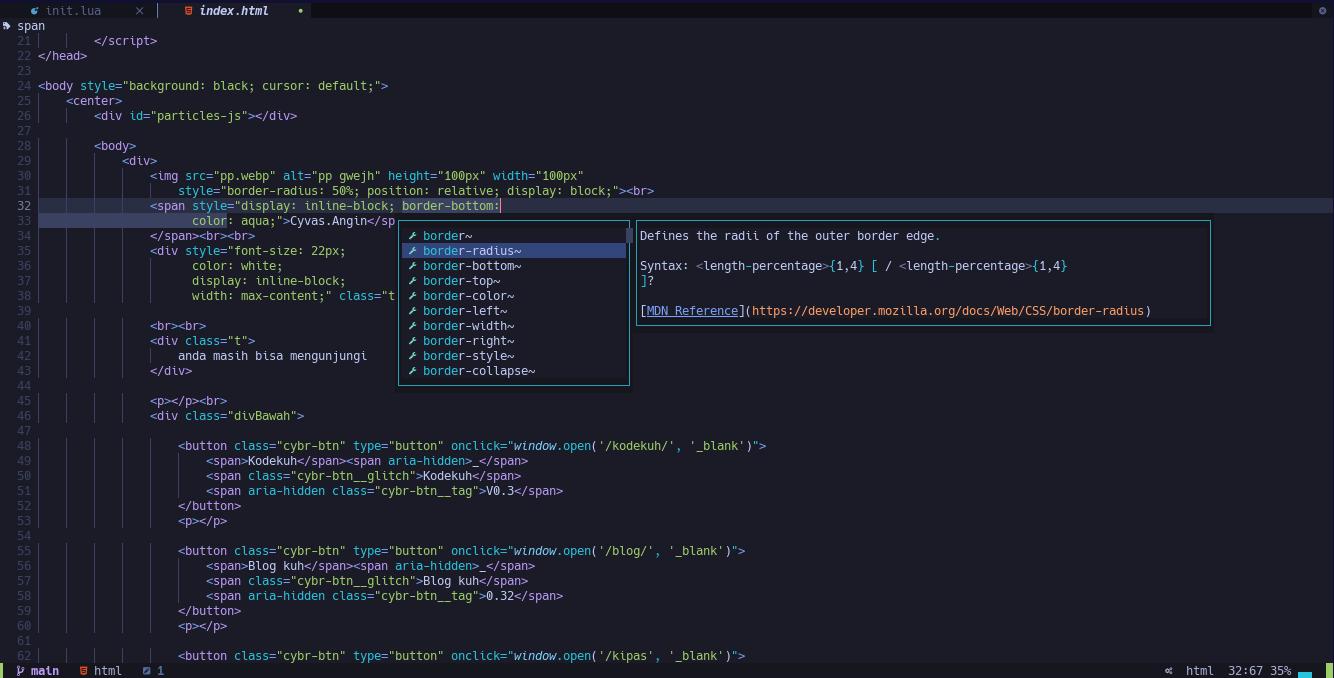 init.lua
index.html
span
21 </script>
22 </head>
23
24 <body style="background: black; cursor: default;">
25 <center>
26 <div id="particles-js"></div>
27
28 <body>
29 <div>
30 <img src="pp.webp" alt="pp gwejh" height="100px" width="100px"
31 style="border-radius: 50%; position: relative; display: block;"><br>
32 <span style="display: inline-block; border-bottom:
33 color: aqua;">Cyvas.Angin</sp
34 </span><br><br>
35 <div style="font-size: 22px;
36 color: white;
37 display: inline-block;
38 width: max-content;" class="t
39
40 <br><br>
41 <div class="t">
42 anda masih bisa mengunjungi
43 </div>
44
45 <p></p><br>
46 <div class="divBawah">
47
48 <button class="cybr-btn" type="button" onclick="window.open('/kodekuh/', '_blank')">
49 <span>Kodekuh</span><span aria-hidden>_</span>
50 <span class="cybr-btn__glitch">Kodekuh</span>
51 <span aria-hidden class="cybr-btn__tag">V0.3</span>
52 </button>
53 <p></p>
54
55 <button class="cybr-btn" type="button" onclick="window.open('/blog/', '_blank')">
56 <span>Blog kuh</span><span aria-hidden>_</span>
57 <span class="cybr-btn__glitch">Blog kuh</span>
58 <span aria-hidden class="cybr-btn__tag">0.32</span>
59 </button>
60 <p></p>
61
62 <button class="cybr-btn" type="button" onclick="window.open('/kipas', '_blank')">
border~
border-radius~
border-bottom~
border-top~
border-color~
border-left~
border-width~
border-right~
border-style~
border-collapse~
Defines the radii of the outer border edge.
Syntax: <length-percentage>{1,4} [ / <length-percentage>{1,4}
]?
[MDN Reference](https://developer.mozilla.org/docs/Web/CSS/border-radius)
main html 1 html 32:67 35%